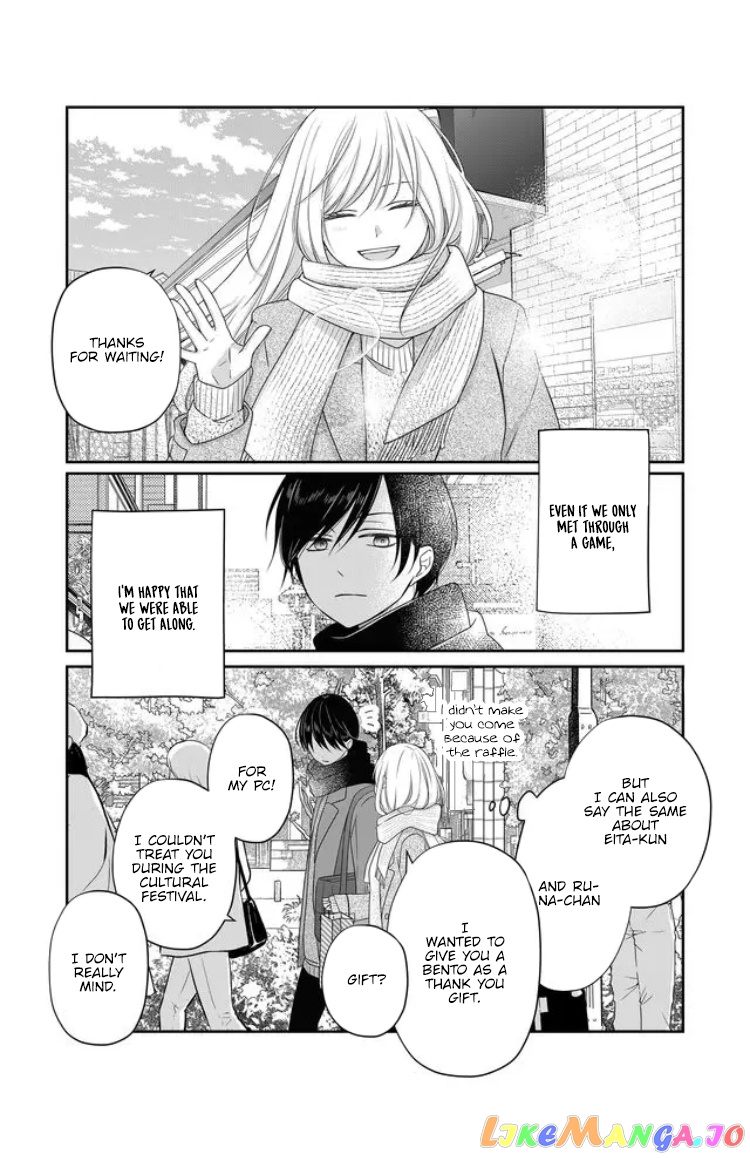 THANKS
FOR WAITING!
EVEN IF WE ONLY
MET THROUGH
A GAME,
I'M HAPPY THAT
WE WERE ABLE
TO GET ALONG.
BUT
I CAN ALSO
SAY THE SAME
ABOUT
EITA-KUN
AND RU-
NA-CHAN
I didn't make
you come
because of
the raffle.
I
WANTED TO
GIVE YOU A
BENTO AS A
THANK YOU
GIFT.
GIFT?
FOR
MY PC!
I COULDN'T
TREAT YOU
DURING THE
CULTURAL
FESTIVAL.
I DON'T
REALLY
MIND.
LIKEMANGA.IO